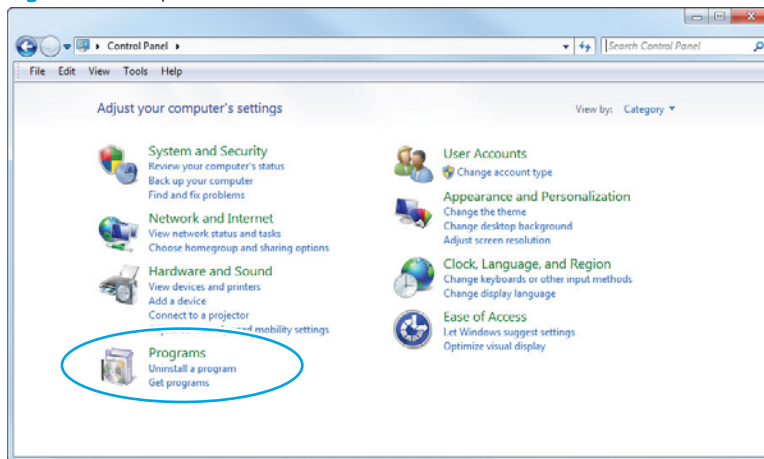 Control Panel
Search Control Panel
File Edit View Tools Help
Adjust your computer's settings
View by: Category
System and Security
Review your computer's status
Back up your computer
Find and fix problems
Network and Internet
View network status and tasks
Choose homegroup and sharing options
Hardware and Sound
View devices and printers
Add a device
Connect to a projector
mobility settings
Programs
Uninstall a program
Get programs
User Accounts
Change account type
Appearance and Personalization
Change the theme
Change desktop background
Adjust screen resolution
Clock, Language, and Region
Change keyboards or other input methods
Change display language
Ease of Access
Let Windows suggest settings
Optimize visual display